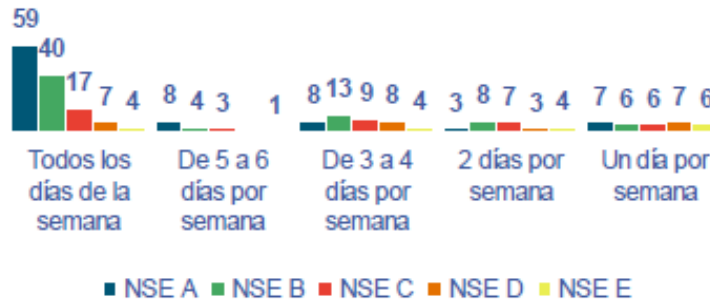 59
40
17
7
4
8
4
3
1
8
13
9
8
4
3
8
7
3
4
7
6
6
7
6
Todos los
días de la
semana
De 5 a 6
días por
semana
De 3 a 4
días por
semana
2 días por
semana
Un día por
semana
NSE A NSE B NSE C NSE D NSE E